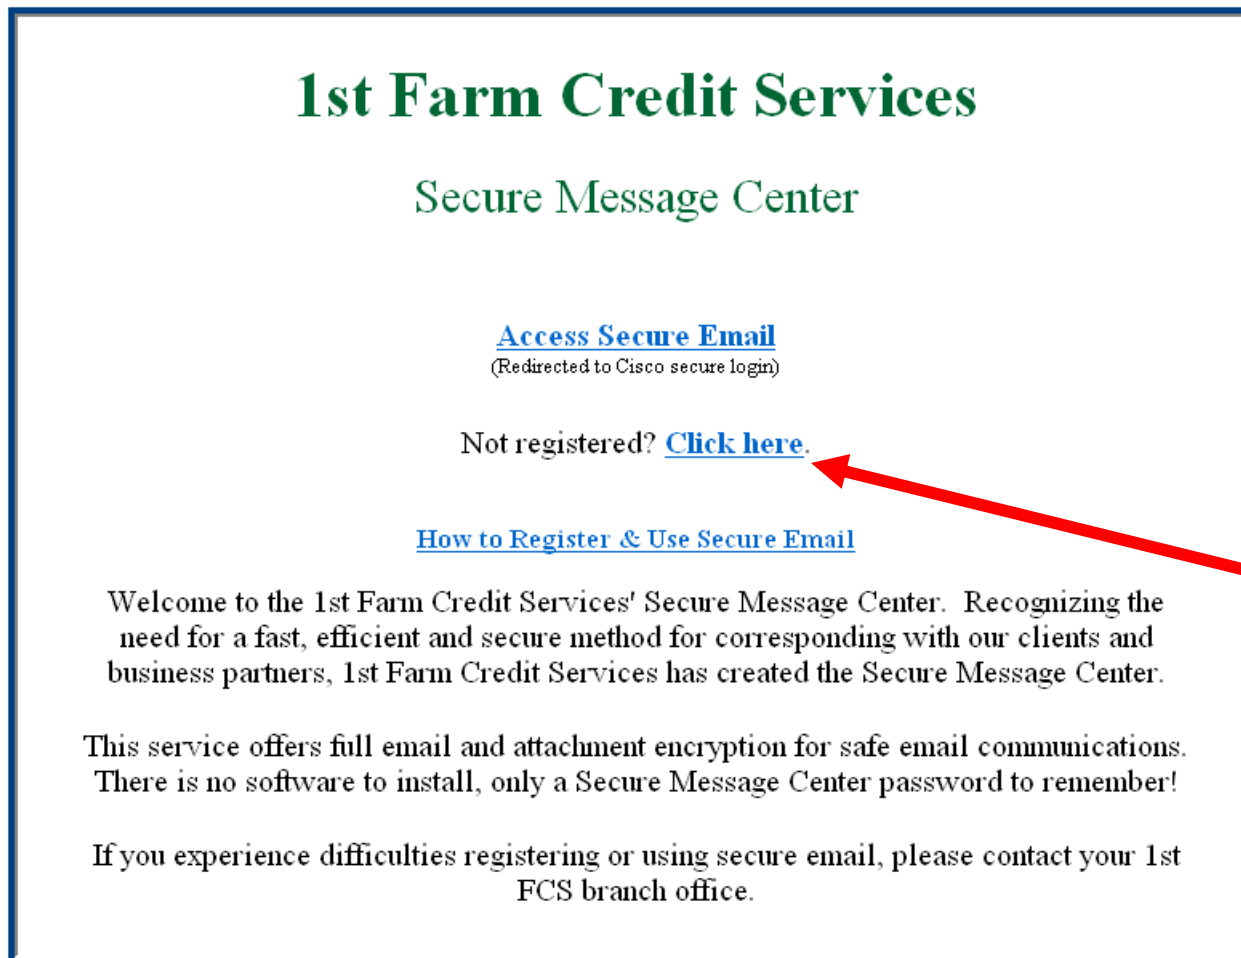 1st Farm Credit Services
Secure Message Center
Access Secure Email
(Redirected to Cisco secure login)
Not registered? Click here.
How to Register & Use Secure Email
Welcome to the 1st Farm Credit Services' Secure Message Center.  Recognizing the
need for a fast, efficient and secure method for corresponding with our clients and
business partners, 1st Farm Credit Services has created the Secure Message Center.
This service offers full email and attachment encryption for safe email communications.
There is no software to install, only a Secure Message Center password to remember!
If you experience difficulties registering or using secure email, please contact your 1st
FCS branch office.